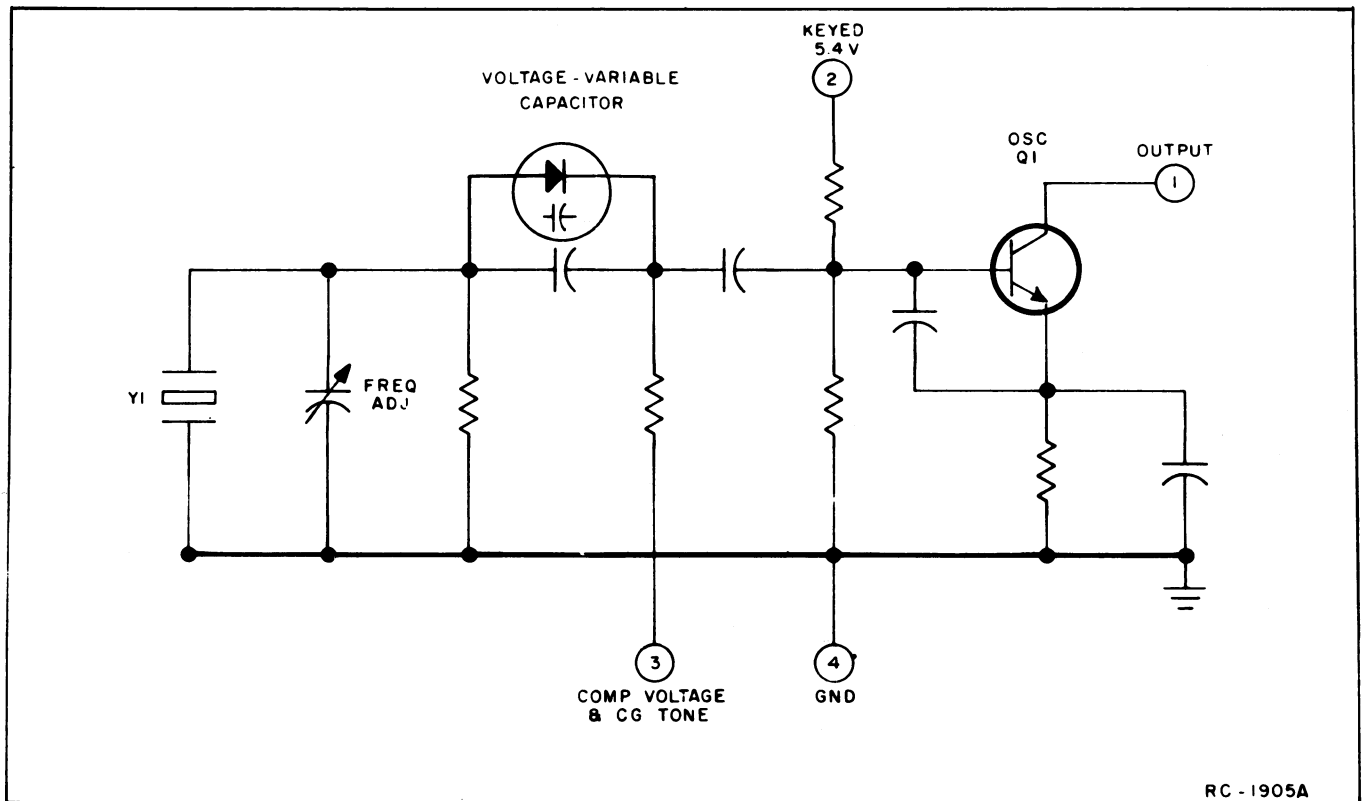 KEYED
5.4 V
2
VOLTAGE-VARIABLE
CAPACITOR
OSC
Q1
OUTPUT
1
Y1
FREQ
ADJ
3
4
COMP VOLTAGE
& CG TONE
GND
RC-1905A